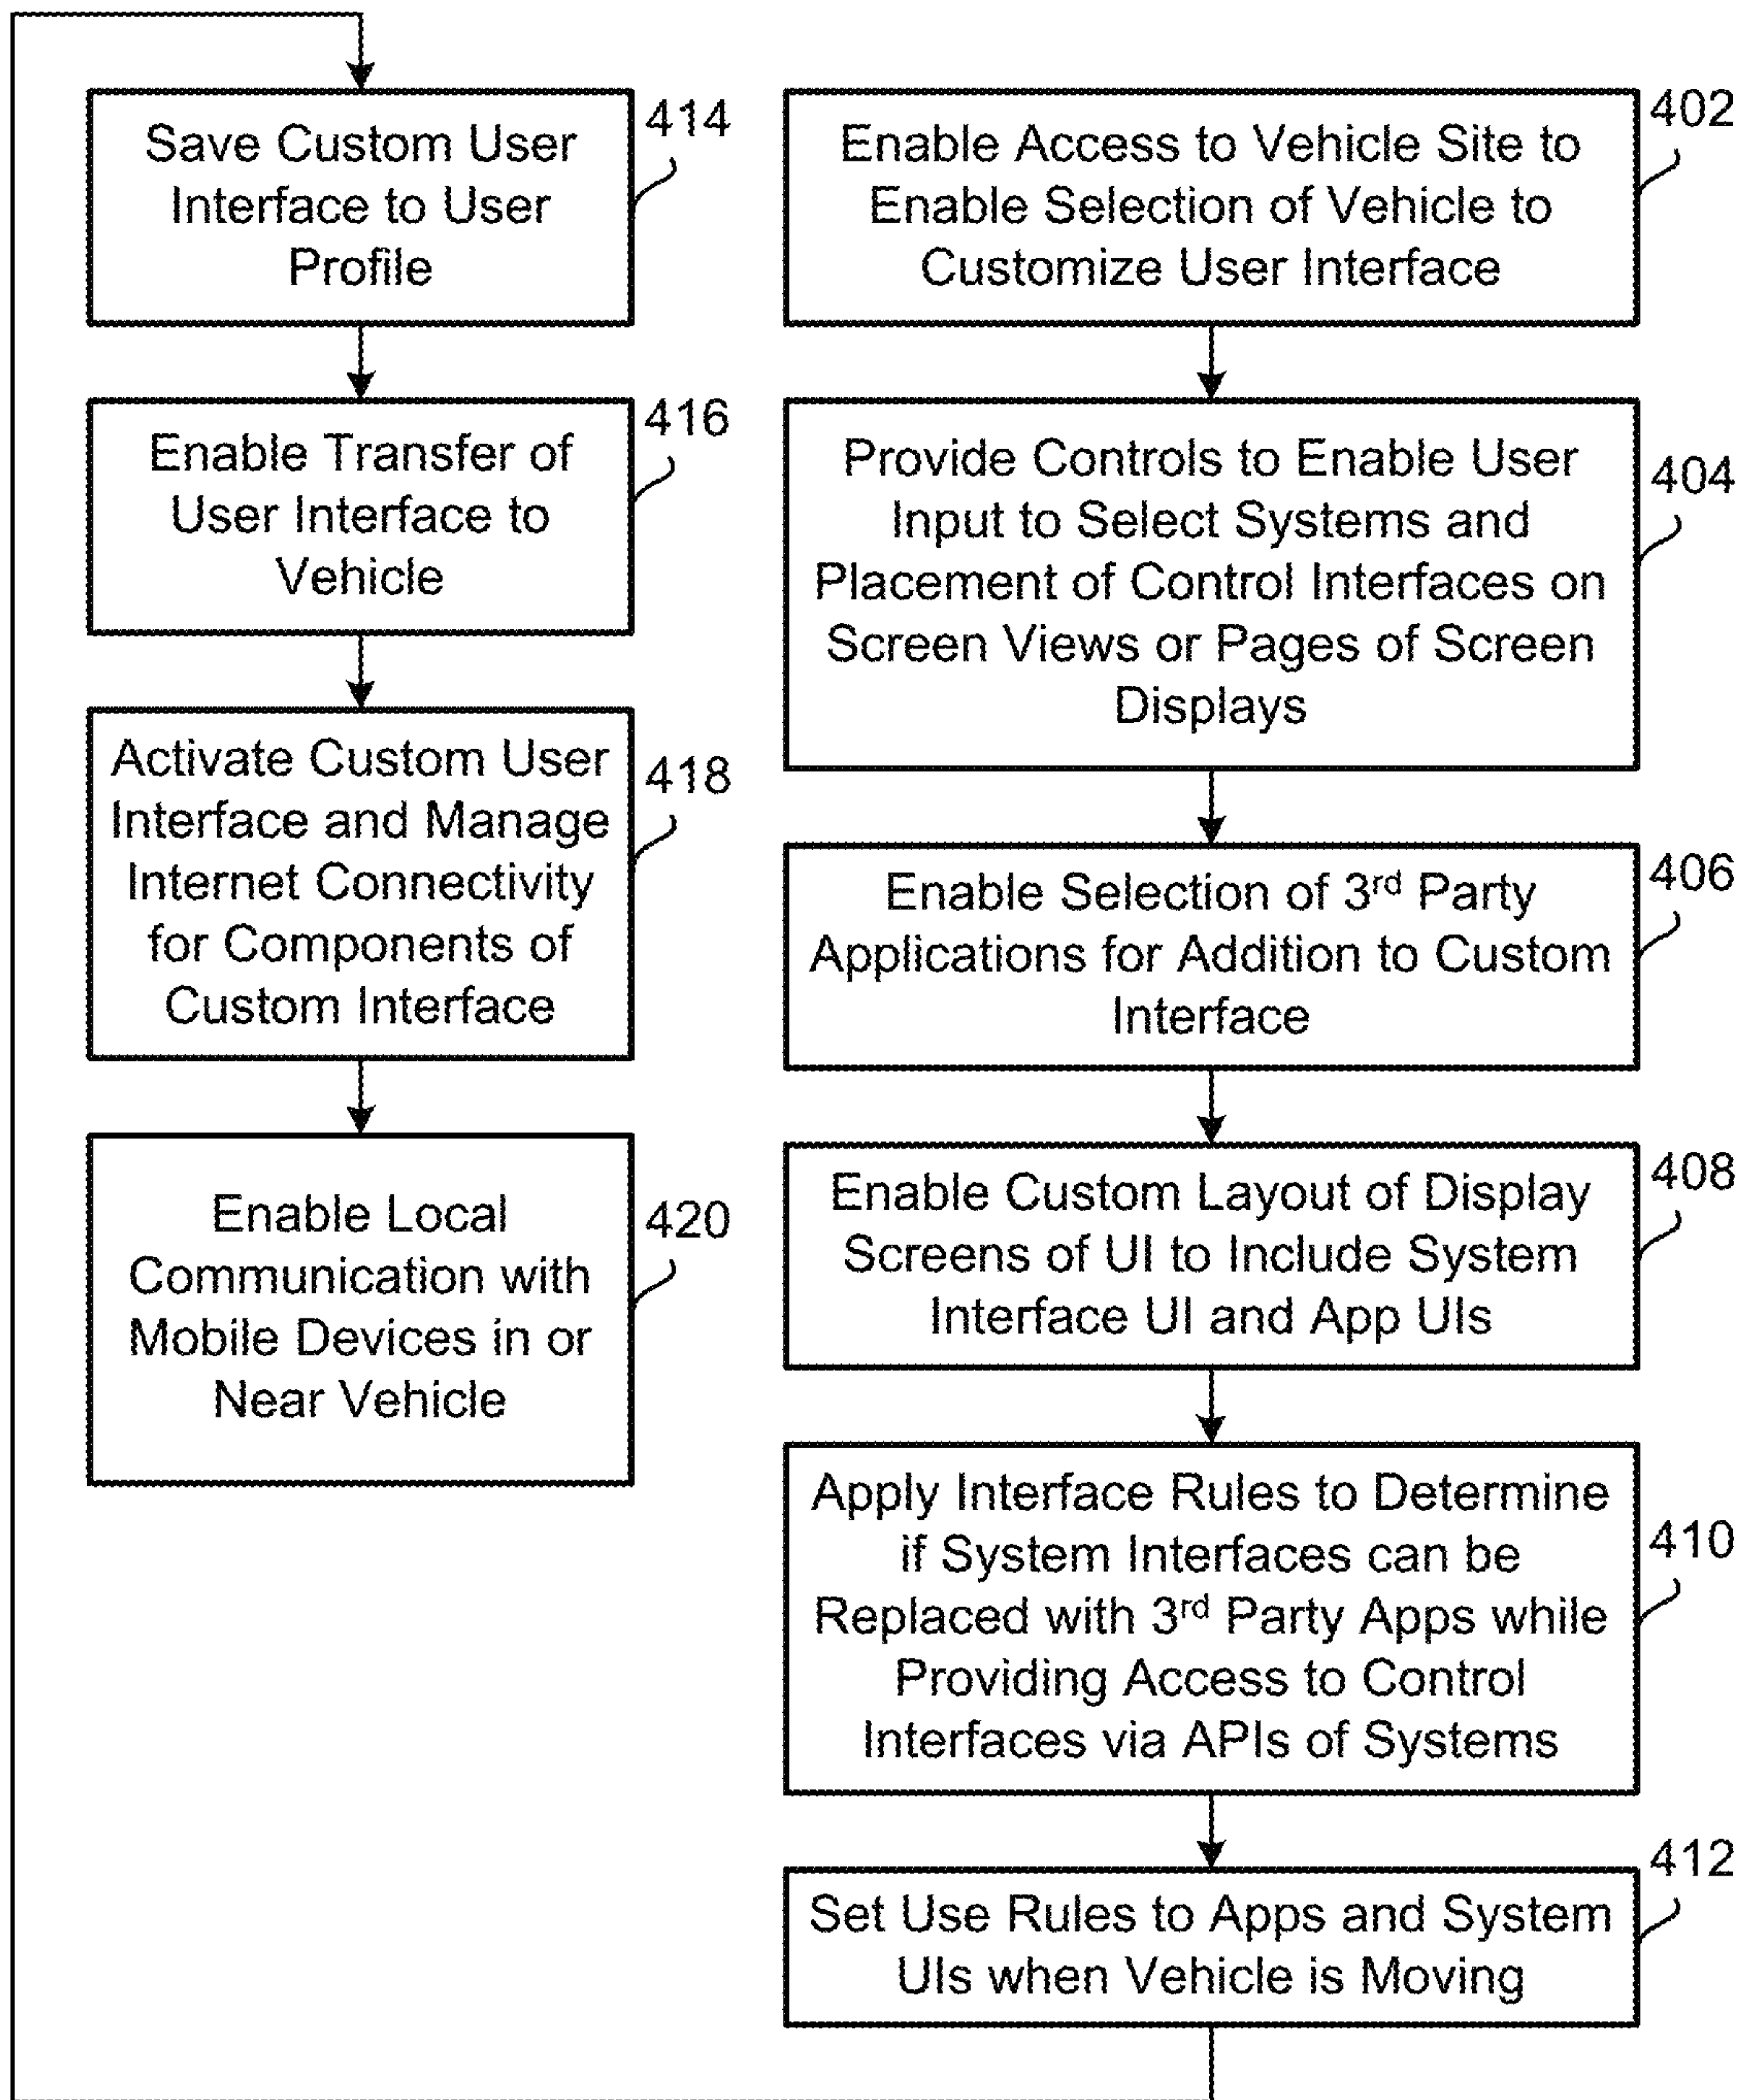 402
Enable Access to Vehicle Site to
Enable Selection of Vehicle to
Customize User Interface
404
Provide Controls to Enable User
Input to Select Systems and
Placement of Control Interfaces on
Screen Views or Pages of Screen
Displays
406
Enable Selection of 3rd Party
Applications for Addition to Custom
Interface
408
Enable Custom Layout of Display
Screens of UI to Include System
Interface UI and App UIs
410
Apply Interface Rules to Determine
if System Interfaces can be
Replaced with 3rd Party Apps while
Providing Access to Control
Interfaces via APIs of Systems
412
Set Use Rules to Apps and System
UIs when Vehicle is Moving
414
Save Custom User
Interface to User
Profile
416
Enable Transfer of
User Interface to
Vehicle
418
Activate Custom User
Interface and Manage
Internet Connectivity
for Components of
Custom Interface
420
Enable Local
Communication with
Mobile Devices in or
Near Vehicle